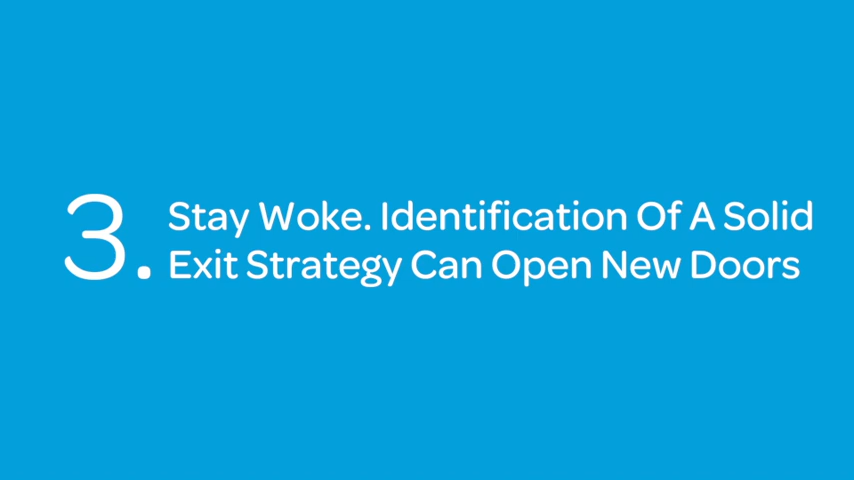 3. Stay Woke. Identification Of A Solid
Exit Strategy Can Open New Doors